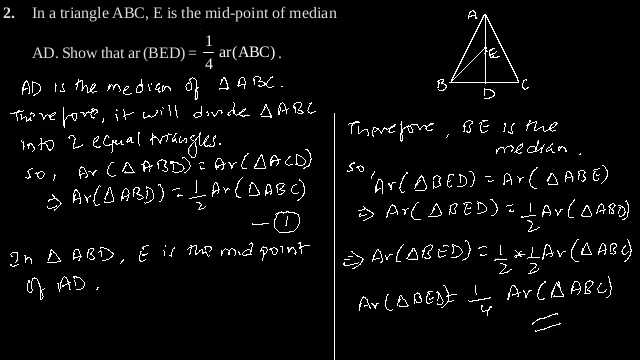 2. In a triangle ABC, E is the mid-point of median
AD. Show that ar (BED) = 1/4 ar(ABC).
AD is the median of △ABC.
Therefore, it will divide △ABC
into 2 equal triangles.
so, Ar(△ABD) = Ar(△ACD)
⇒ Ar(△ABD) = 1/2 Ar(△ABC)
— ①
In △ABD, E is the mid point
of AD.
A
E
B
D
C
Therefore, BE is the
median.
so, Ar(△BED) = Ar(△ABE)
⇒ Ar(△BED) = 1/2 Ar(△ABD)
⇒ Ar(△BED) = 1/2 × 1/2 Ar(△ABC)
Ar(△BED) = 1/4 Ar(△ABC)